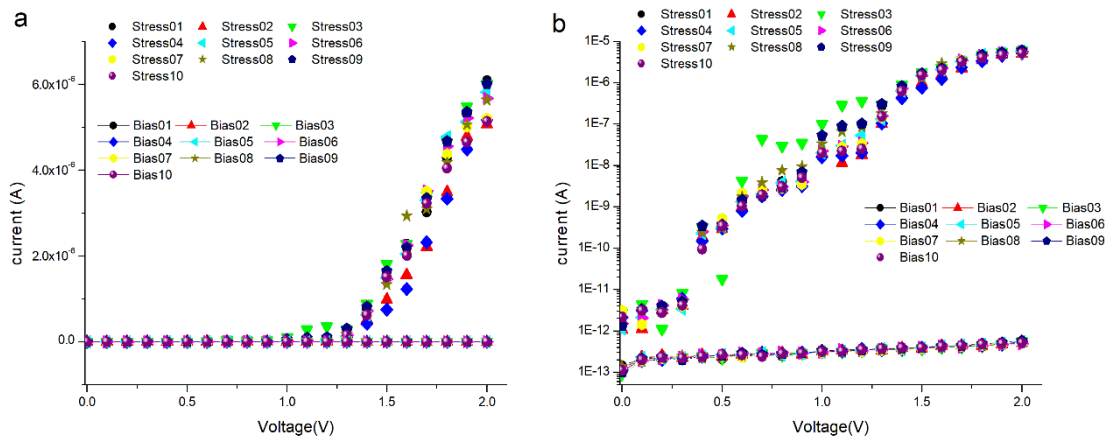 a
Stress01 Stress02 Stress03
Stress04 Stress05 Stress06
Stress07 Stress08 Stress09
Stress10
Bias01 Bias02 Bias03
Bias04 Bias05 Bias06
Bias07 Bias08 Bias09
Bias10
6.0x10⁻⁶
4.0x10⁻⁶
2.0x10⁻⁶
0.0
current (A)
0.0 0.5 1.0 1.5 2.0
Voltage(V)
b
Stress01 Stress02 Stress03
Stress04 Stress05 Stress06
Stress07 Stress08 Stress09
Stress10
1E-5
1E-6
1E-7
1E-8
1E-9
1E-10
1E-11
1E-12
1E-13
current (A)
Bias01 Bias02 Bias03
Bias04 Bias05 Bias06
Bias07 Bias08 Bias09
Bias10
0.0 0.5 1.0 1.5 2.0
Voltage(V)